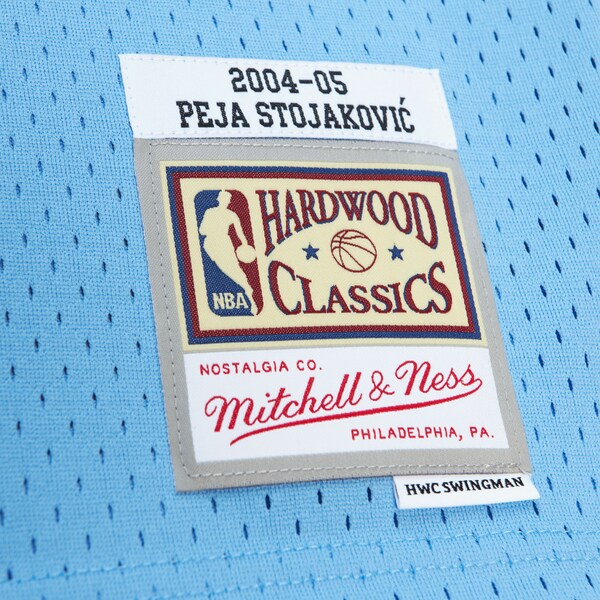 2004-05
PEJA STOJAKOVIĆ
HARDWOOD
CLASSICS
NBA
NOSTALGIA CO.
Mitchell & Ness
PHILADELPHIA, PA.
HWC SWINGMAN